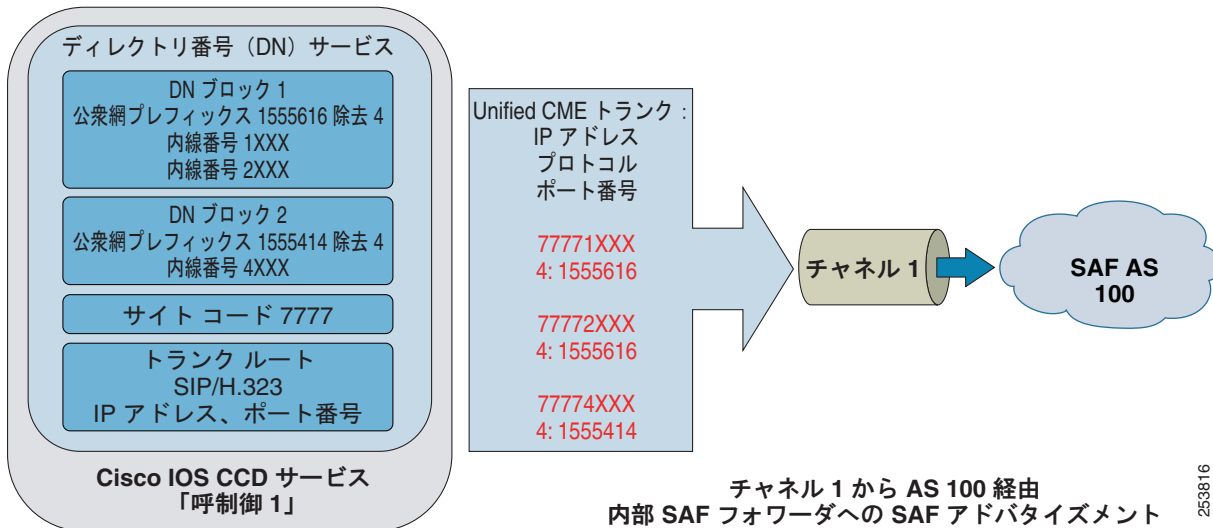 ディレクトリ番号（DN）サービス
DN ブロック 1
公衆網プレフィックス 1555616 除去 4
内線番号 1XXX
内線番号 2XXX
DN ブロック 2
公衆網プレフィックス 1555414 除去 4
内線番号 4XXX
サイト コード 7777
トランク ルート
SIP/H.323
IP アドレス、ポート番号
Cisco IOS CCD サービス
「呼制御 1」
Unified CME トランク：
IP アドレス
プロトコル
ポート番号
77771XXX
4: 1555616
77772XXX
4: 1555616
77774XXX
4: 1555414
チャネル 1
SAF AS
100
チャネル 1 から AS 100 経由
内部 SAF フォワーダへの SAF アドバタイズメント
253816